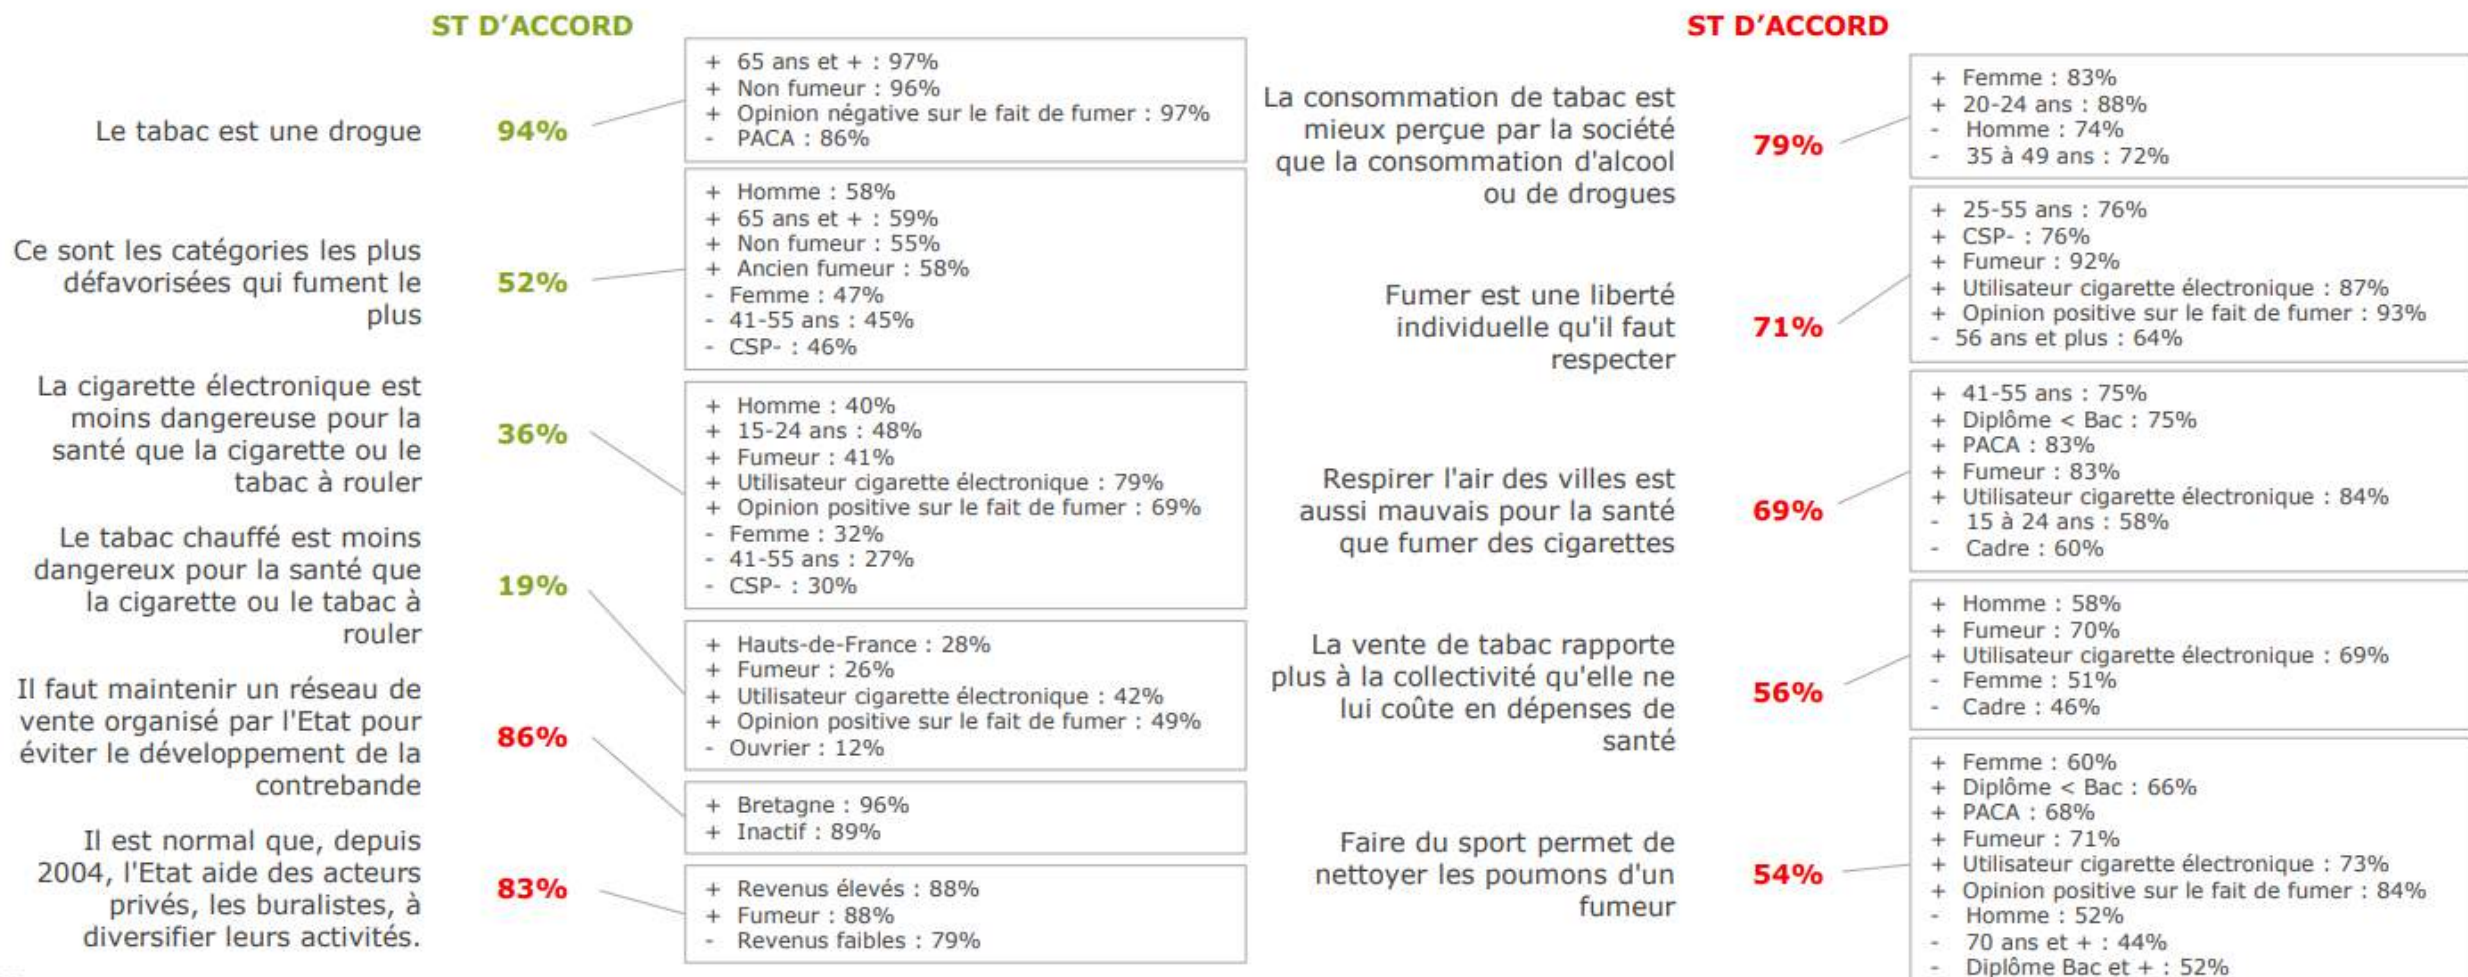 ST D'ACCORD
Le tabac est une drogue
94%
+ 65 ans et + : 97%
+ Non fumeur : 96%
+ Opinion négative sur le fait de fumer : 97%
- PACA : 86%
Ce sont les catégories les plus
défavorisées qui fument le
plus
52%
+ Homme : 58%
+ 65 ans et + : 59%
+ Non fumeur : 55%
+ Ancien fumeur : 58%
- Femme : 47%
- 41-55 ans : 45%
- CSP- : 46%
La cigarette électronique est
moins dangereuse pour la
santé que la cigarette ou le
tabac à rouler
36%
+ Homme : 40%
+ 15-24 ans : 48%
+ Fumeur : 41%
+ Utilisateur cigarette électronique : 79%
+ Opinion positive sur le fait de fumer : 69%
- Femme : 32%
- 41-55 ans : 27%
- CSP- : 30%
Le tabac chauffé est moins
dangereux pour la santé que
la cigarette ou le tabac à
rouler
19%
+ Hauts-de-France : 28%
+ Fumeur : 26%
+ Utilisateur cigarette électronique : 42%
+ Opinion positive sur le fait de fumer : 49%
- Ouvrier : 12%
Il faut maintenir un réseau de
vente organisé par l'Etat pour
éviter le développement de la
contrebande
86%
+ Bretagne : 96%
+ Inactif : 89%
Il est normal que, depuis
2004, l'Etat aide des acteurs
privés, les buralistes, à
diversifier leurs activités.
83%
+ Revenus élevés : 88%
+ Fumeur : 88%
- Revenus faibles : 79%
ST D'ACCORD
La consommation de tabac est
mieux perçue par la société
que la consommation d'alcool
ou de drogues
79%
+ Femme : 83%
+ 20-24 ans : 88%
- Homme : 74%
- 35 à 49 ans : 72%
Fumer est une liberté
individuelle qu'il faut
respecter
71%
+ 25-55 ans : 76%
+ CSP- : 76%
+ Fumeur : 92%
+ Utilisateur cigarette électronique : 87%
+ Opinion positive sur le fait de fumer : 93%
- 56 ans et plus : 64%
Respirer l'air des villes est
aussi mauvais pour la santé
que fumer des cigarettes
69%
+ 41-55 ans : 75%
+ Diplôme < Bac : 75%
+ PACA : 83%
+ Fumeur : 83%
+ Utilisateur cigarette électronique : 84%
- 15 à 24 ans : 58%
- Cadre : 60%
La vente de tabac rapporte
plus à la collectivité qu'elle ne
lui coûte en dépenses de
santé
56%
+ Homme : 58%
+ Fumeur : 70%
+ Utilisateur cigarette électronique : 69%
- Femme : 51%
- Cadre : 46%
Faire du sport permet de
nettoyer les poumons d'un
fumeur
54%
+ Femme : 60%
+ Diplôme < Bac : 66%
+ PACA : 68%
+ Fumeur : 71%
+ Utilisateur cigarette électronique : 73%
+ Opinion positive sur le fait de fumer : 84%
- Homme : 52%
- 70 ans et + : 44%
- Diplôme Bac et + : 52%